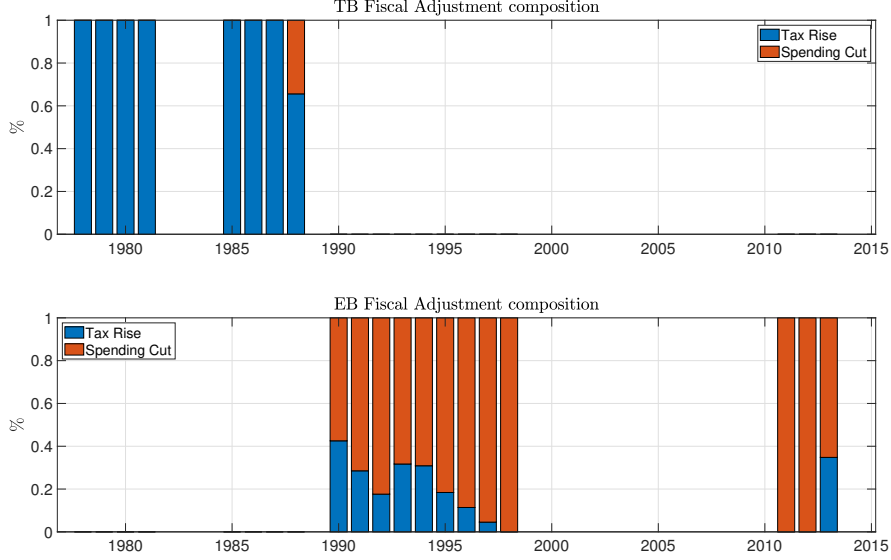 TB Fiscal Adjustment composition
1
0.8
0.6
0.4
0.2
0
%
Tax Rise
Spending Cut
1980 1985 1990 1995 2000 2005 2010 2015
EB Fiscal Adjustment composition
1
0.8
0.6
0.4
0.2
0
%
Tax Rise
Spending Cut
1980 1985 1990 1995 2000 2005 2010 2015